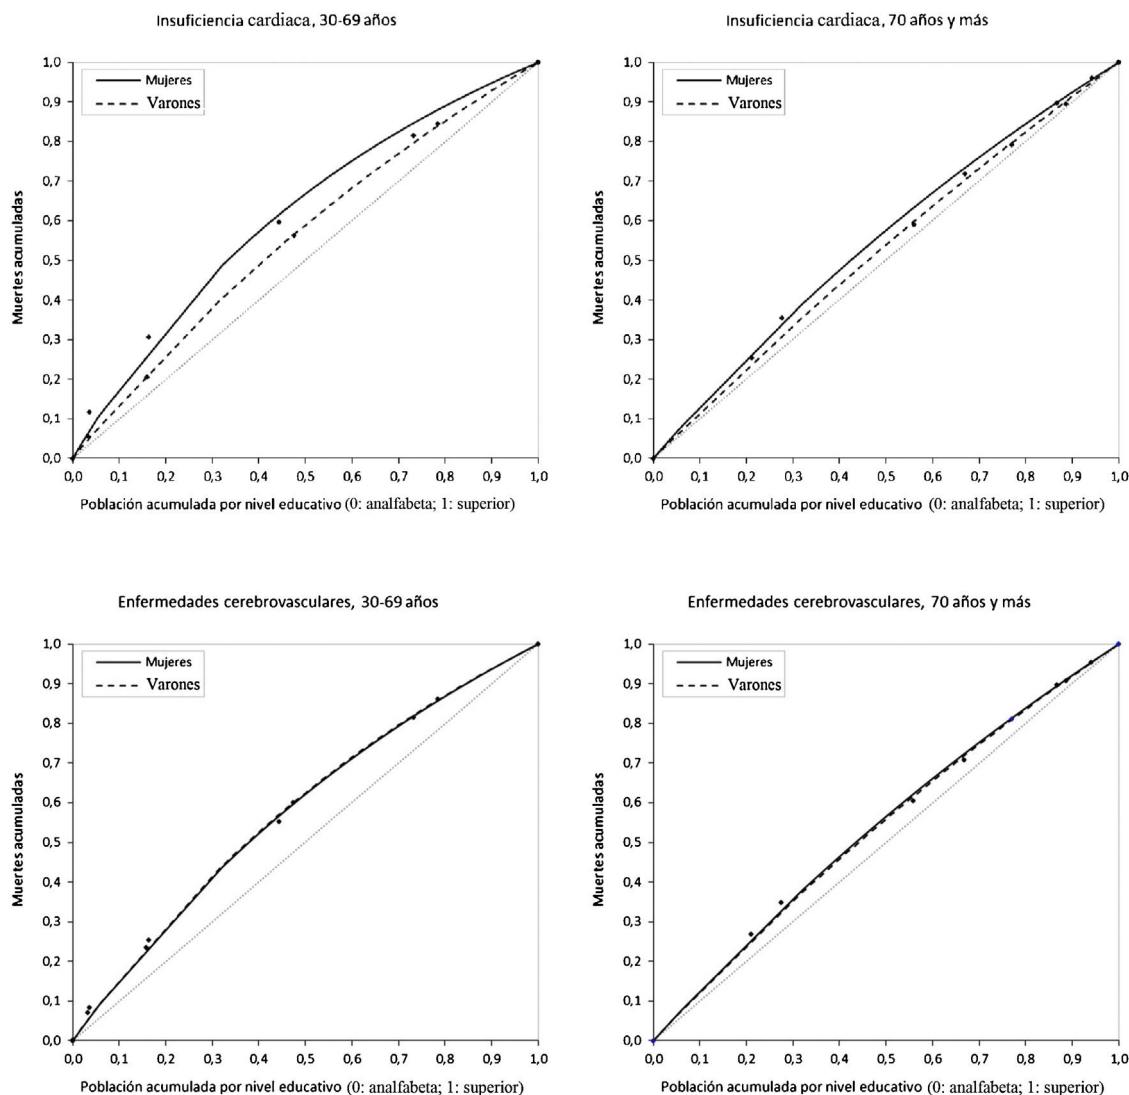 Insuficiencia cardiaca, 30-69 años
1,0
0,9
0,8
0,7
0,6
0,5
0,4
0,3
0,2
0,1
0,0
Muertes acumuladas
Mujeres
Varones
0,0 0,1 0,2 0,3 0,4 0,5 0,6 0,7 0,8 0,9 1,0
Población acumulada por nivel educativo (0: analfabeta; 1: superior)
Insuficiencia cardiaca, 70 años y más
1,0
0,9
0,8
0,7
0,6
0,5
0,4
0,3
0,2
0,1
0,0
Muertes acumuladas
Mujeres
Varones
0,0 0,1 0,2 0,3 0,4 0,5 0,6 0,7 0,8 0,9 1,0
Población acumulada por nivel educativo (0: analfabeta; 1: superior)
Enfermedades cerebrovasculares, 30-69 años
1,0
0,9
0,8
0,7
0,6
0,5
0,4
0,3
0,2
0,1
0,0
Muertes acumuladas
Mujeres
Varones
0,0 0,1 0,2 0,3 0,4 0,5 0,6 0,7 0,8 0,9 1,0
Población acumulada por nivel educativo (0: analfabeta; 1: superior)
Enfermedades cerebrovasculares, 70 años y más
1,0
0,9
0,8
0,7
0,6
0,5
0,4
0,3
0,2
0,1
0,0
Muertes acumuladas
Mujeres
Varones
0,0 0,1 0,2 0,3 0,4 0,5 0,6 0,7 0,8 0,9 1,0
Población acumulada por nivel educativo (0: analfabeta; 1: superior)